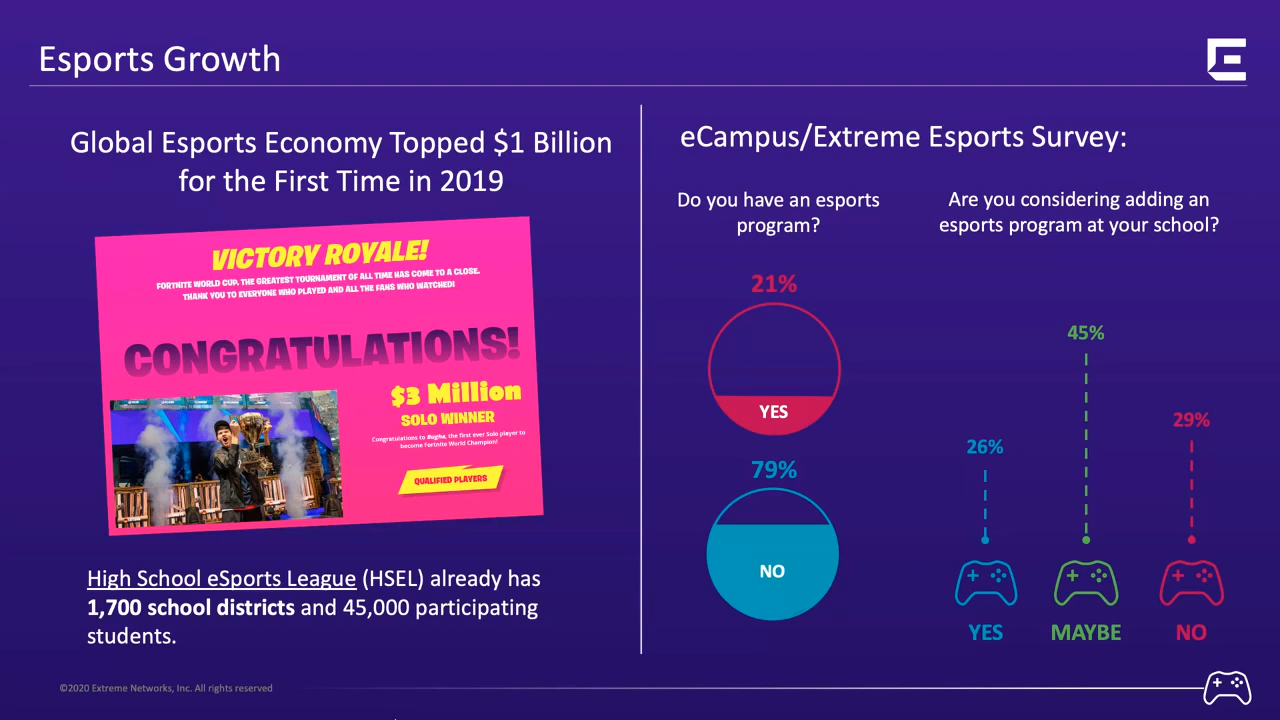 Esports Growth
Global Esports Economy Topped $1 Billion
for the First Time in 2019
VICTORY ROYALE!
FORTNITE WORLD CUP, THE GREATEST TOURNAMENT OF ALL TIME HAS COME TO A CLOSE.
THANK YOU TO EVERYONE WHO PLAYED AND ALL THE FANS WHO WATCHED!
CONGRATULATIONS!
$3 Million
SOLO WINNER
Congratulations to Bugha, the first ever Solo player to
become Fortnite World Champion!
QUALIFIED PLAYERS
High School eSports League (HSEL) already has
1,700 school districts and 45,000 participating
students.
eCampus/Extreme Esports Survey:
Do you have an esports
program?
21%
YES
79%
NO
Are you considering adding an
esports program at your school?
26%
45%
29%
YES
MAYBE
NO
©2020 Extreme Networks, Inc. All rights reserved